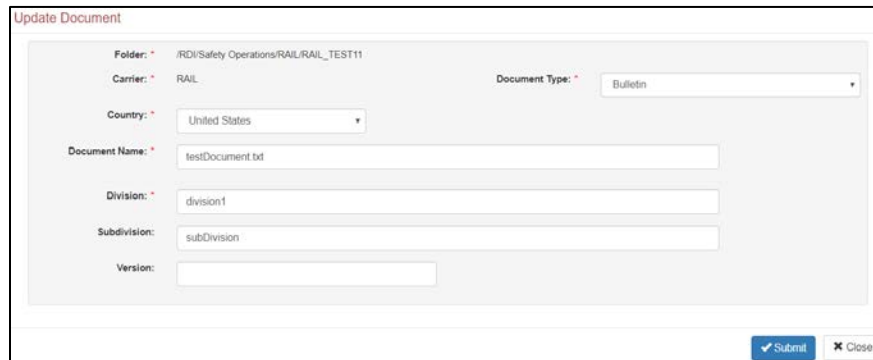 Update Document
Folder: * /RDI/Safety Operations/RAIL/RAIL_TEST11
Carrier: * RAIL Document Type: * Bulletin
Country: * United States
Document Name: * testDocument.txt
Division: * division1
Subdivision: subDivision
Version:
Submit Close